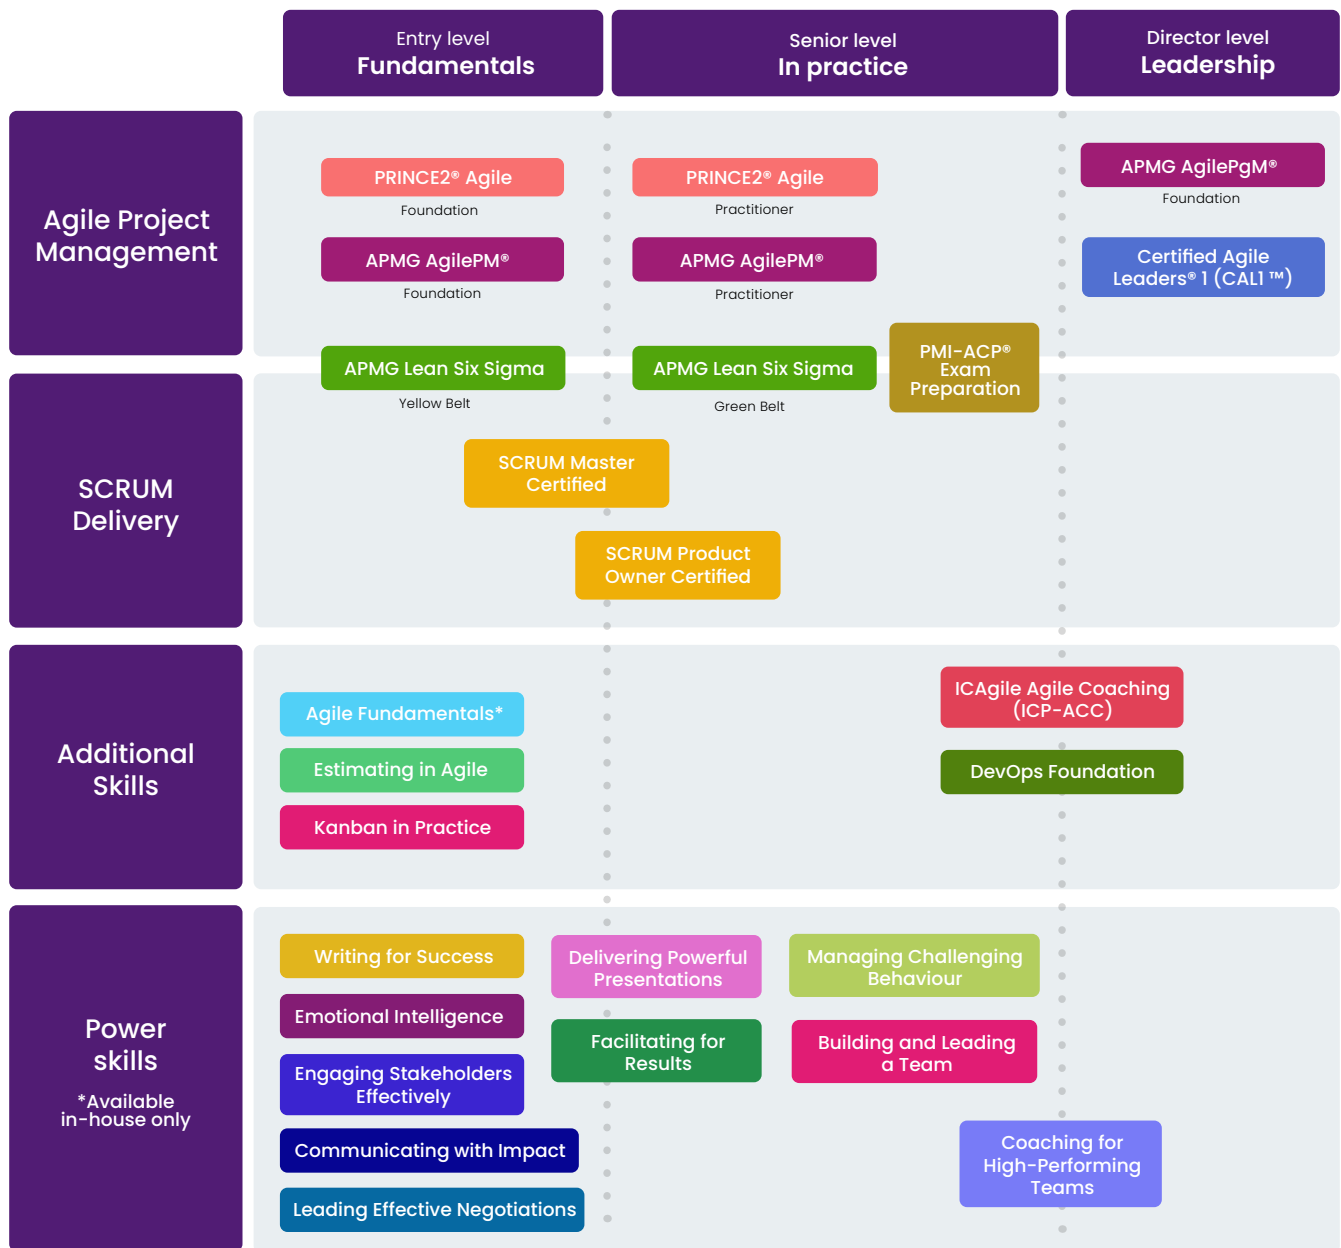 Entry level
Fundamentals
Senior level
In practice
Director level
Leadership
Agile Project
Management
PRINCE2® Agile
Foundation
PRINCE2® Agile
Practitioner
APMG AgilePgM®
Foundation
APMG AgilePM®
Foundation
APMG AgilePM®
Practitioner
Certified Agile
Leaders® 1 (CAL1 ™)
APMG Lean Six Sigma
Yellow Belt
APMG Lean Six Sigma
Green Belt
PMI-ACP®
Exam
Preparation
SCRUM
Delivery
SCRUM Master
Certified
SCRUM Product
Owner Certified
Additional
Skills
Agile Fundamentals*
Estimating in Agile
Kanban in Practice
ICAgile Agile Coaching
(ICP-ACC)
DevOps Foundation
Power
skills
*Available
in-house only
Writing for Success
Emotional Intelligence
Engaging Stakeholders
Effectively
Communicating with Impact
Leading Effective Negotiations
Delivering Powerful
Presentations
Facilitating for
Results
Managing Challenging
Behaviour
Building and Leading
a Team
Coaching for
High-Performing
Teams